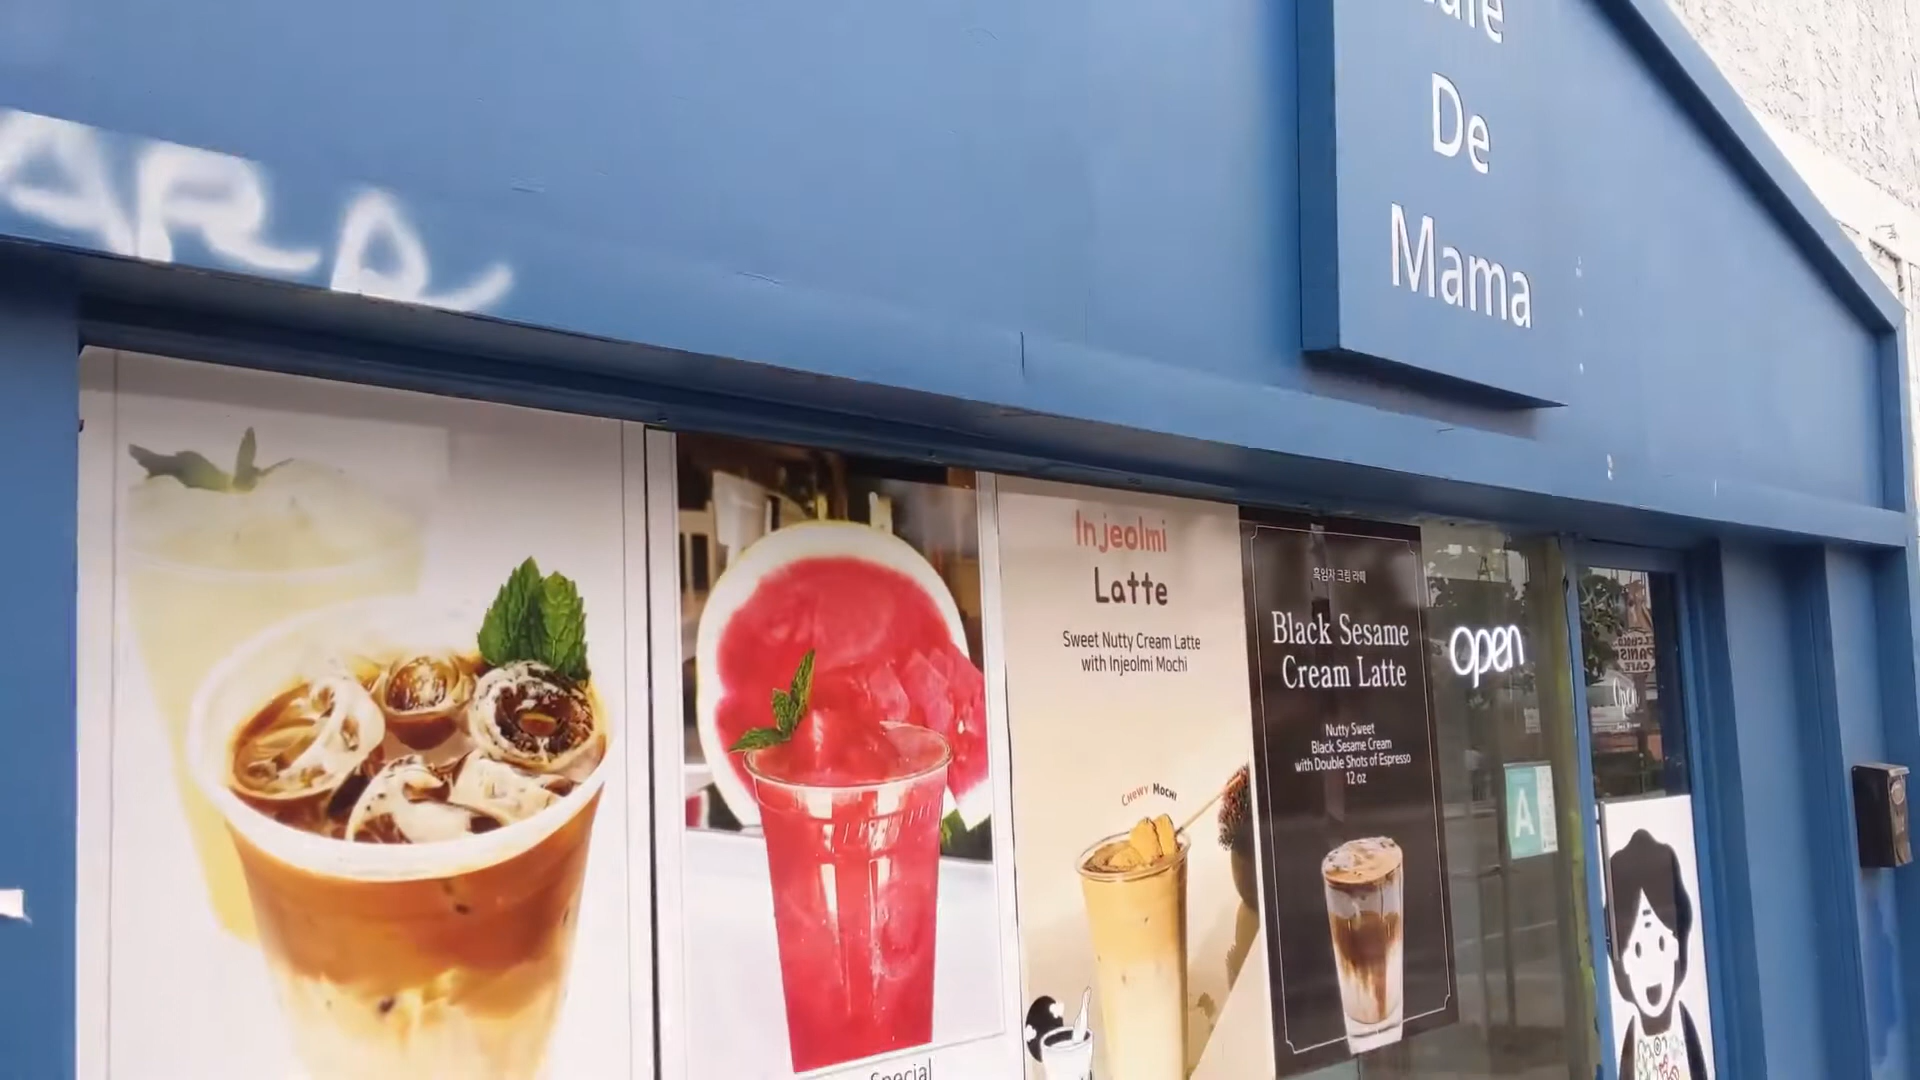 De
Mama
Injeolmi
Latte
Sweet Nutty Cream Latte
with Injeolmi Mochi
CHEWY MOCHI
흑임자 크림 라떼
Black Sesame
Cream Latte
Nutty Sweet
Black Sesame Cream
with Double Shots of Espresso
12 oz
open
A
Special